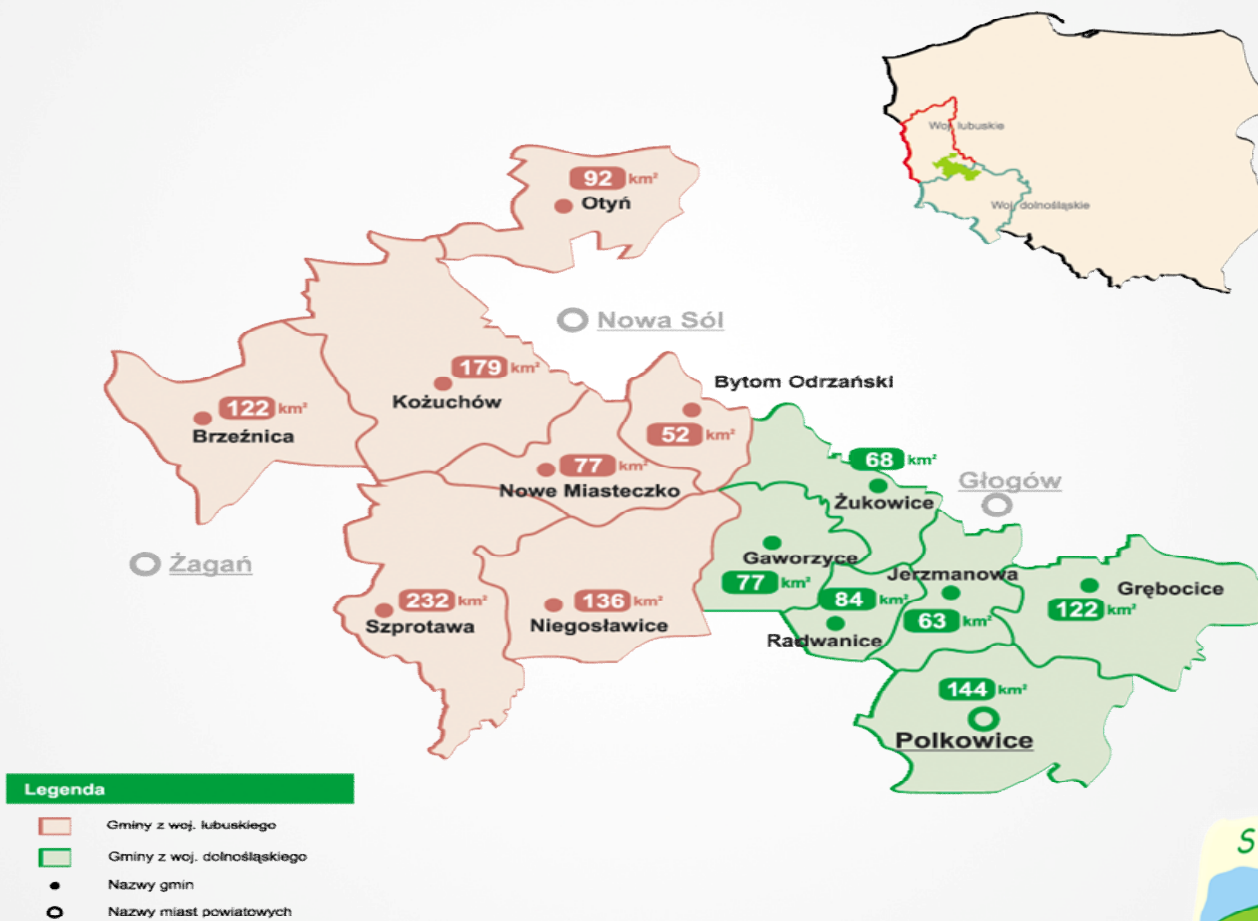 Woj. lubuskie
Woj. dolnośląskie
92 km²
Otyń
Nowa Sól
179 km²
Kożuchów
Bytom Odrzański
122 km²
Brzeźnica
52 km²
77 km²
Nowe Miasteczko
68 km²
Żukowice
Głogów
Żagań
Gaworzyce
77 km²
Jerzmanowa
84 km²
63 km²
Radwanice
Grębocice
122 km²
232 km²
Szprotawa
136 km²
Niegosławice
144 km²
Polkowice
Legenda
Gminy z woj. lubuskiego
Gminy z woj. dolnośląskiego
Nazwy gmin
Nazwy miast powiatowych
S